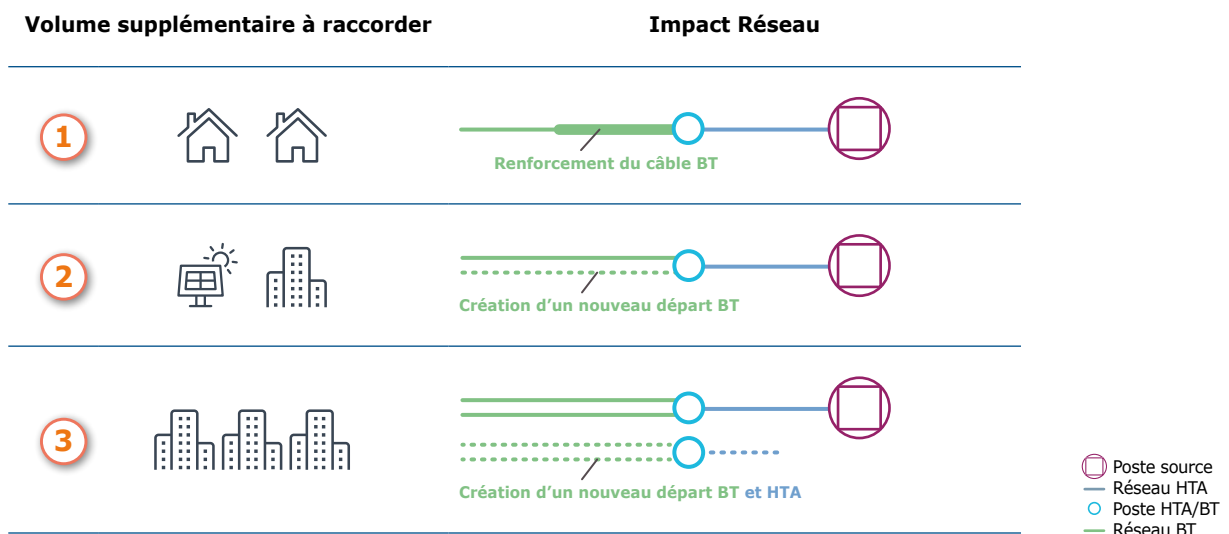 Volume supplémentaire à raccorder
Impact Réseau
1
Renforcement du câble BT
2
Création d’un nouveau départ BT
3
Création d’un nouveau départ BT et HTA
Poste source
Réseau HTA
Poste HTA/BT
Réseau BT